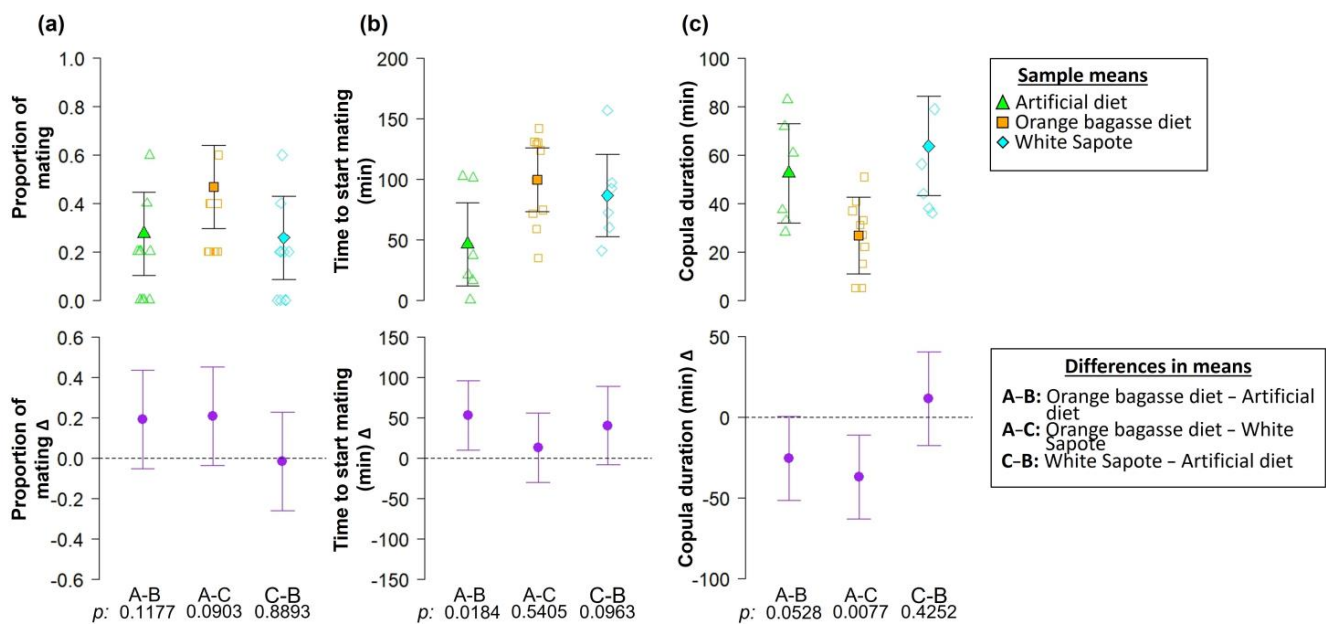 (a)
Proportion of
mating
1.0
0.8
0.6
0.4
0.2
0.0
Proportion of
mating Δ
0.6
0.4
0.2
0.0
-0.2
-0.4
-0.6
A-B
A-C
C-B
p: 0.1177 0.0903 0.8893
(b)
Time to start mating
(min)
200
150
100
50
0
Time to start mating
(min) Δ
150
100
50
0
-50
-100
-150
A-B
A-C
C-B
p: 0.0184 0.5405 0.0963
(c)
Copula duration (min)
100
80
60
40
20
0
Copula duration (min) Δ
50
0
-50
-100
A-B
A-C
C-B
p: 0.0528 0.0077 0.4252
Sample means
Artificial diet
Orange bagasse diet
White Sapote
Differences in means
A–B: Orange bagasse diet – Artificial
diet
A–C: Orange bagasse diet – White
Sapote
C–B: White Sapote – Artificial diet